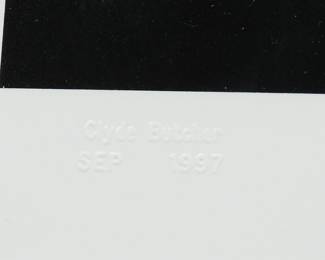 Clyde Butcher
SEP 1997